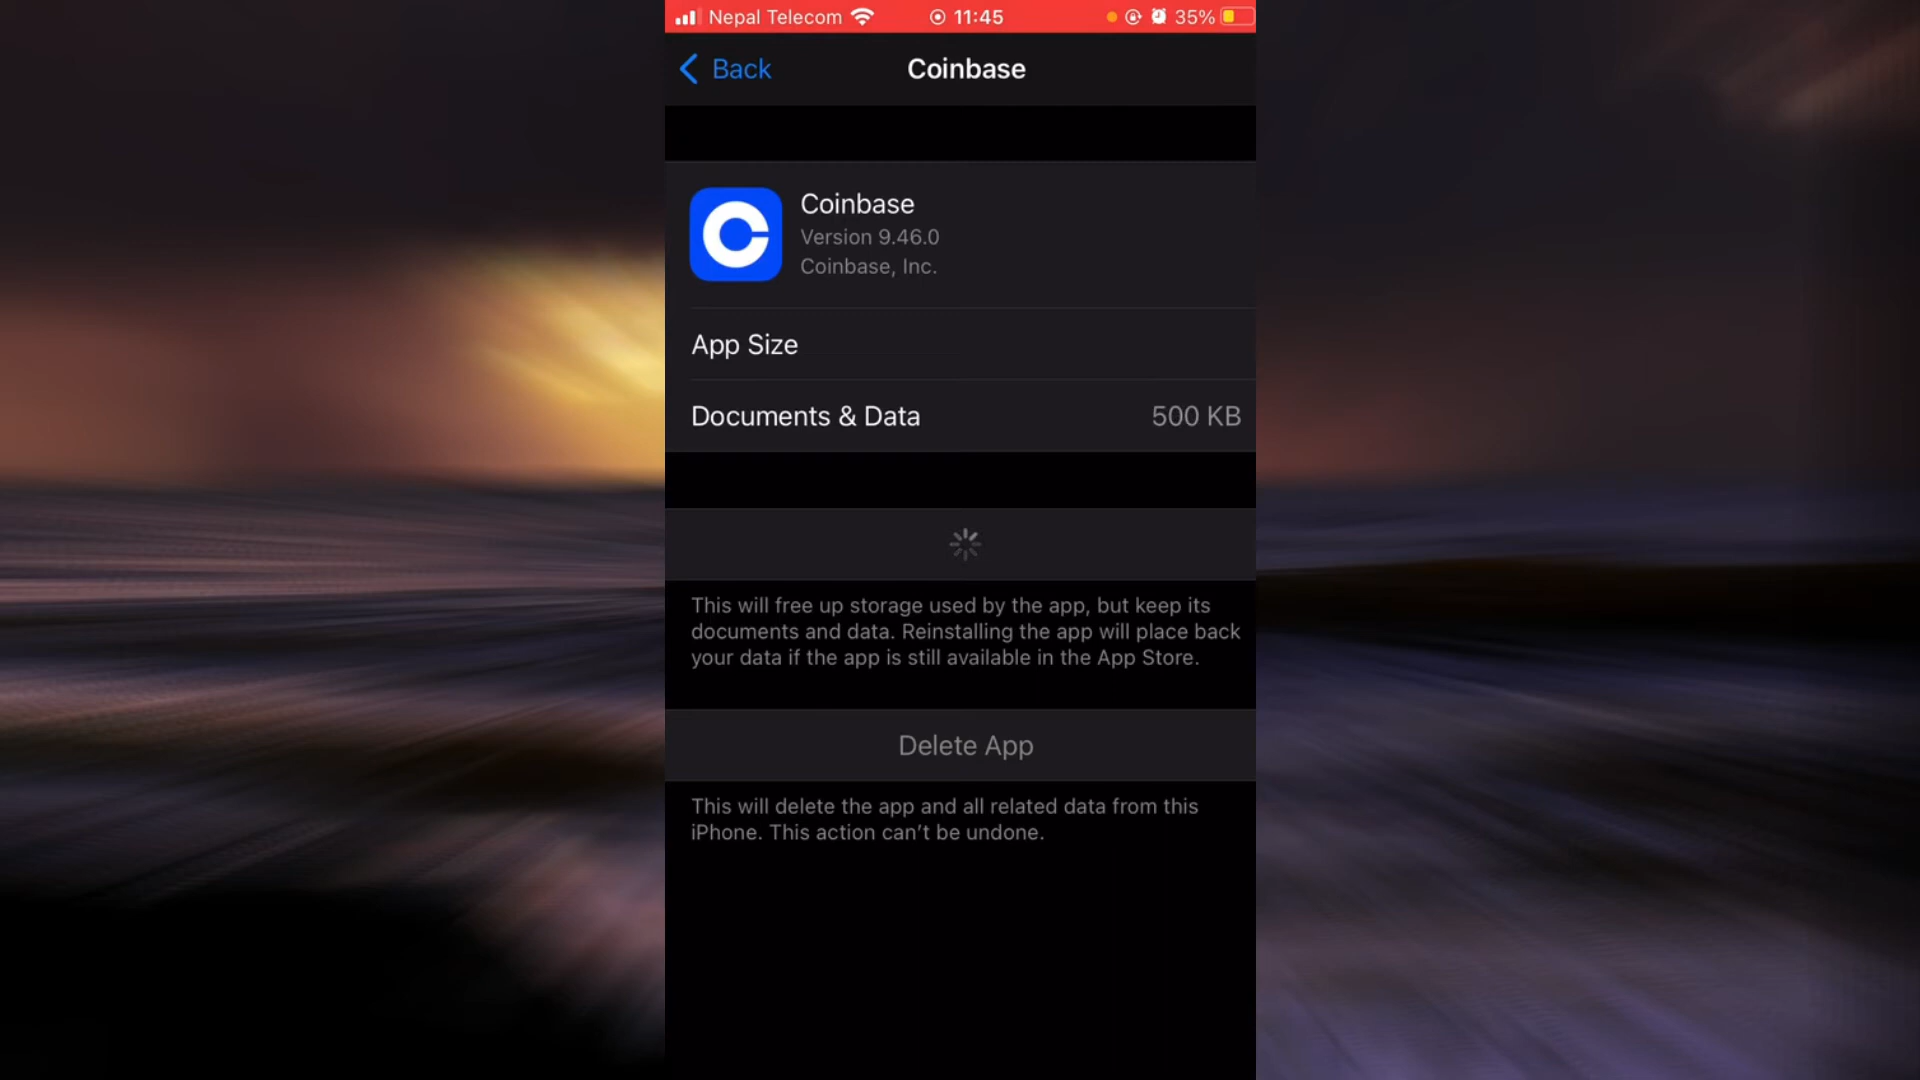 Nepal Telecom 11:45 35%
Back Coinbase
Coinbase
Version 9.46.0
Coinbase, Inc.
App Size
Documents & Data 500 KB
This will free up storage used by the app, but keep its
documents and data. Reinstalling the app will place back
your data if the app is still available in the App Store.
Delete App
This will delete the app and all related data from this
iPhone. This action can’t be undone.